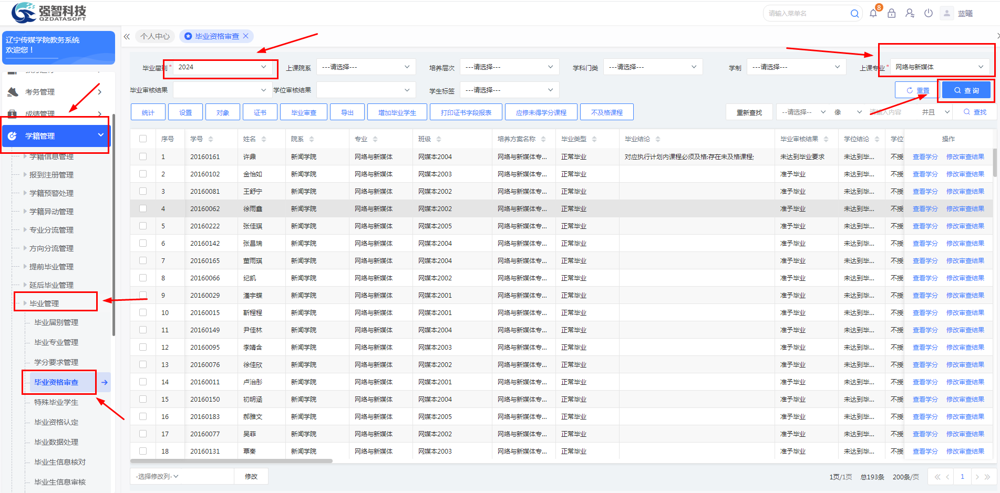 强智科技
QZDATASOFT
请输入菜单名
8
蓝曦
辽宁传媒学院教务系统
欢迎您！
个人中心
毕业资格审查
考务管理
成绩管理
学籍管理
学籍信息管理
报到注册管理
学籍预警处理
学籍异动管理
专业分流管理
方向分流管理
提前毕业管理
延后毕业管理
毕业管理
毕业届别管理
毕业专业管理
学分要求管理
毕业资格审查
特殊毕业学生
毕业资格认定
毕业数据处理
毕业生信息核对
毕业生信息审核
毕业届别* 2024 上课院系 ---请选择--- 培养层次 ---请选择--- 学科门类 ---请选择--- 学制 ---请选择--- 上课专业* 网络与新媒体
毕业审核结果 学位审核结果 学生标签 ---请选择--- 重置 查 询
统计 设置 对象 证书 毕业审查 导出 增加毕业学生 打印证书字段报表 应修未得学分课程 不及格课程 重新查找 --请选择-- 像 请输入内容 并且 查找
序号 学号 姓名 院系 专业 班级 培养方案名称 毕业类型 毕业结论 毕业审核结果 学位结论 学位 操作
1 20160161 许鼎 新闻学院 网络与新媒体 网媒本2004 网络与新媒体专... 正常毕业 对应执行计划内课程必须及格:存在未及格课程; 未达到毕业要求 未达到毕... 不授 查看学分 修改审查结果
2 20160102 金怡如 新闻学院 网络与新媒体 网媒本2003 网络与新媒体专... 正常毕业 准予毕业 未达到毕... 不授 查看学分 修改审查结果
3 20160081 王舒宁 新闻学院 网络与新媒体 网媒本2002 网络与新媒体专... 正常毕业 准予毕业 未达到毕... 不授 查看学分 修改审查结果
4 20160062 徐雨鑫 新闻学院 网络与新媒体 网媒本2002 网络与新媒体专... 正常毕业 准予毕业 未达到毕... 不授 查看学分 修改审查结果
5 20160222 张佳琪 新闻学院 网络与新媒体 网媒本2005 网络与新媒体专... 正常毕业 准予毕业 未达到毕... 不授 查看学分 修改审查结果
6 20160142 张昌瑞 新闻学院 网络与新媒体 网媒本2004 网络与新媒体专... 正常毕业 准予毕业 未达到毕... 不授 查看学分 修改审查结果
7 20160165 董雨琪 新闻学院 网络与新媒体 网媒本2004 网络与新媒体专... 正常毕业 准予毕业 未达到毕... 不授 查看学分 修改审查结果
8 20160066 纪凯 新闻学院 网络与新媒体 网媒本2002 网络与新媒体专... 正常毕业 准予毕业 未达到毕... 不授 查看学分 修改审查结果
9 20160029 潘宇蝶 新闻学院 网络与新媒体 网媒本2001 网络与新媒体专... 正常毕业 准予毕业 未达到毕... 不授 查看学分 修改审查结果
10 20160015 靳程程 新闻学院 网络与新媒体 网媒本2001 网络与新媒体专... 正常毕业 准予毕业 未达到毕... 不授 查看学分 修改审查结果
11 20160149 尹佳林 新闻学院 网络与新媒体 网媒本2004 网络与新媒体专... 正常毕业 准予毕业 未达到毕... 不授 查看学分 修改审查结果
12 20160095 李婧含 新闻学院 网络与新媒体 网媒本2003 网络与新媒体专... 正常毕业 准予毕业 未达到毕... 不授 查看学分 修改审查结果
13 20160076 徐佳欣 新闻学院 网络与新媒体 网媒本2002 网络与新媒体专... 正常毕业 准予毕业 未达到毕... 不授 查看学分 修改审查结果
14 20160011 卢治彤 新闻学院 网络与新媒体 网媒本2001 网络与新媒体专... 正常毕业 准予毕业 未达到毕... 不授 查看学分 修改审查结果
15 20160150 初明涵 新闻学院 网络与新媒体 网媒本2004 网络与新媒体专... 正常毕业 准予毕业 未达到毕... 不授 查看学分 修改审查结果
16 20160183 郝雅文 新闻学院 网络与新媒体 网媒本2005 网络与新媒体专... 正常毕业 准予毕业 未达到毕... 不授 查看学分 修改审查结果
17 20160077 吴菲 新闻学院 网络与新媒体 网媒本2002 网络与新媒体专... 正常毕业 准予毕业 未达到毕... 不授 查看学分 修改审查结果
18 20160131 覃秦 新闻学院 网络与新媒体 网媒本2003 网络与新媒体专... 正常毕业 准予毕业 未达到毕... 不授 查看学分 修改审查结果
-选择修改列- 修改 1页/1页 总193条 200条/页 1